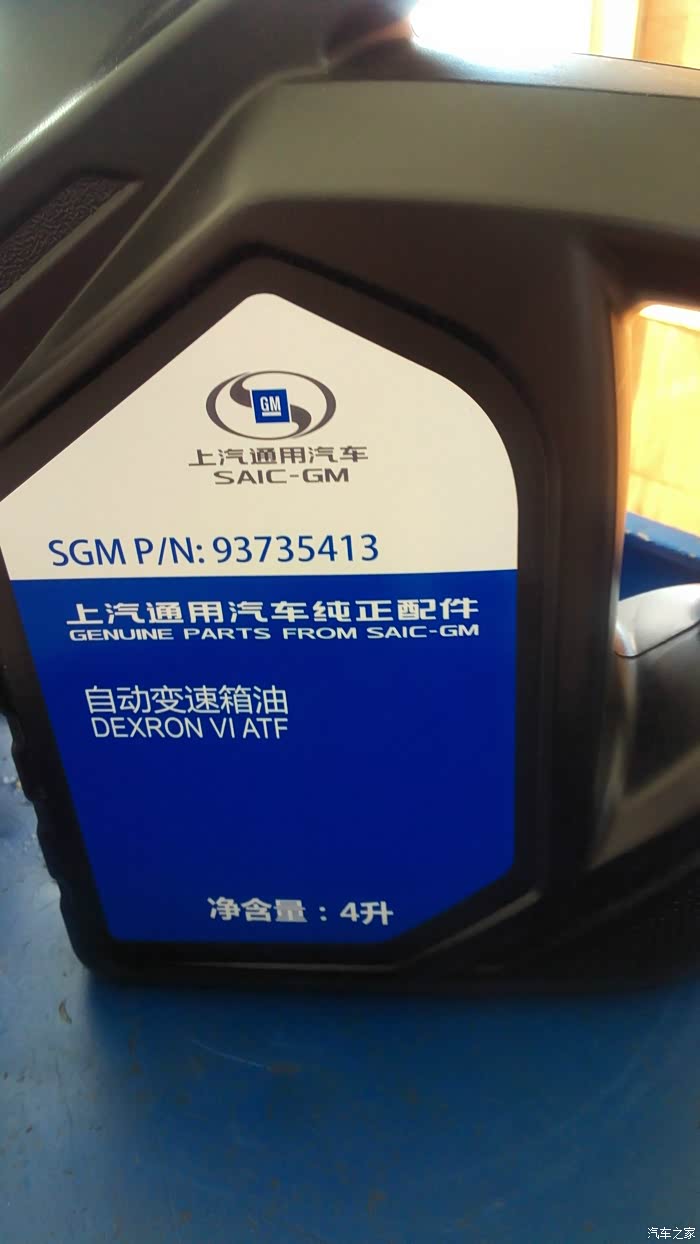 GM
上汽通用汽车
SAIC-GM
SGM P/N: 93735413
上汽通用汽车纯正配件
GENUINE PARTS FROM SAIC-GM
自动变速箱油
DEXRON VI ATF
净含量：4升
汽车之家